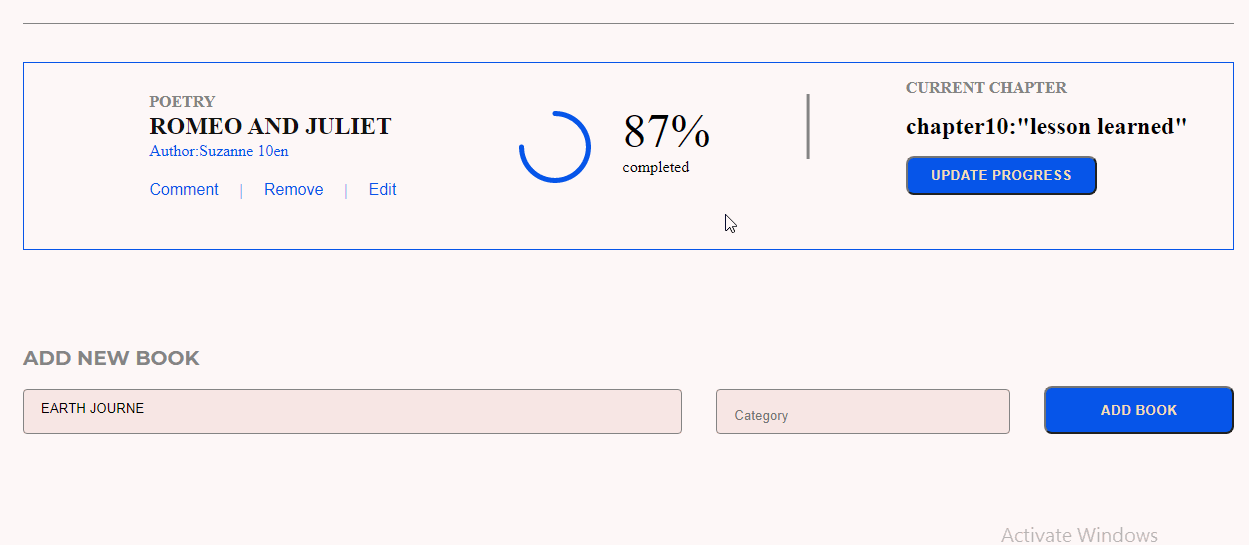 POETRY
ROMEO AND JULIET
Author:Suzanne 10en
Comment | Remove | Edit
87%
completed
CURRENT CHAPTER
chapter10:"lesson learned"
UPDATE PROGRESS
ADD NEW BOOK
EARTH JOURNE
Category
ADD BOOK
Activate Windows